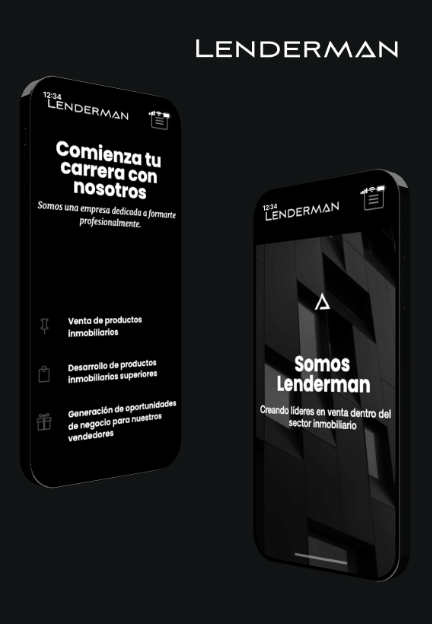 LENDERMAN
12:34
LENDERMAN
Comienza tu
carrera con
nosotros
Somos una empresa dedicada a formarte
profesionalmente.
Venta de productos
inmobiliarios
Desarrollo de productos
inmobiliarios superiores
Generación de oportunidades
de negocio para nuestros
vendedores
12:34
LENDERMAN
Somos
Lenderman
Creando líderes en venta dentro del
sector inmobiliario